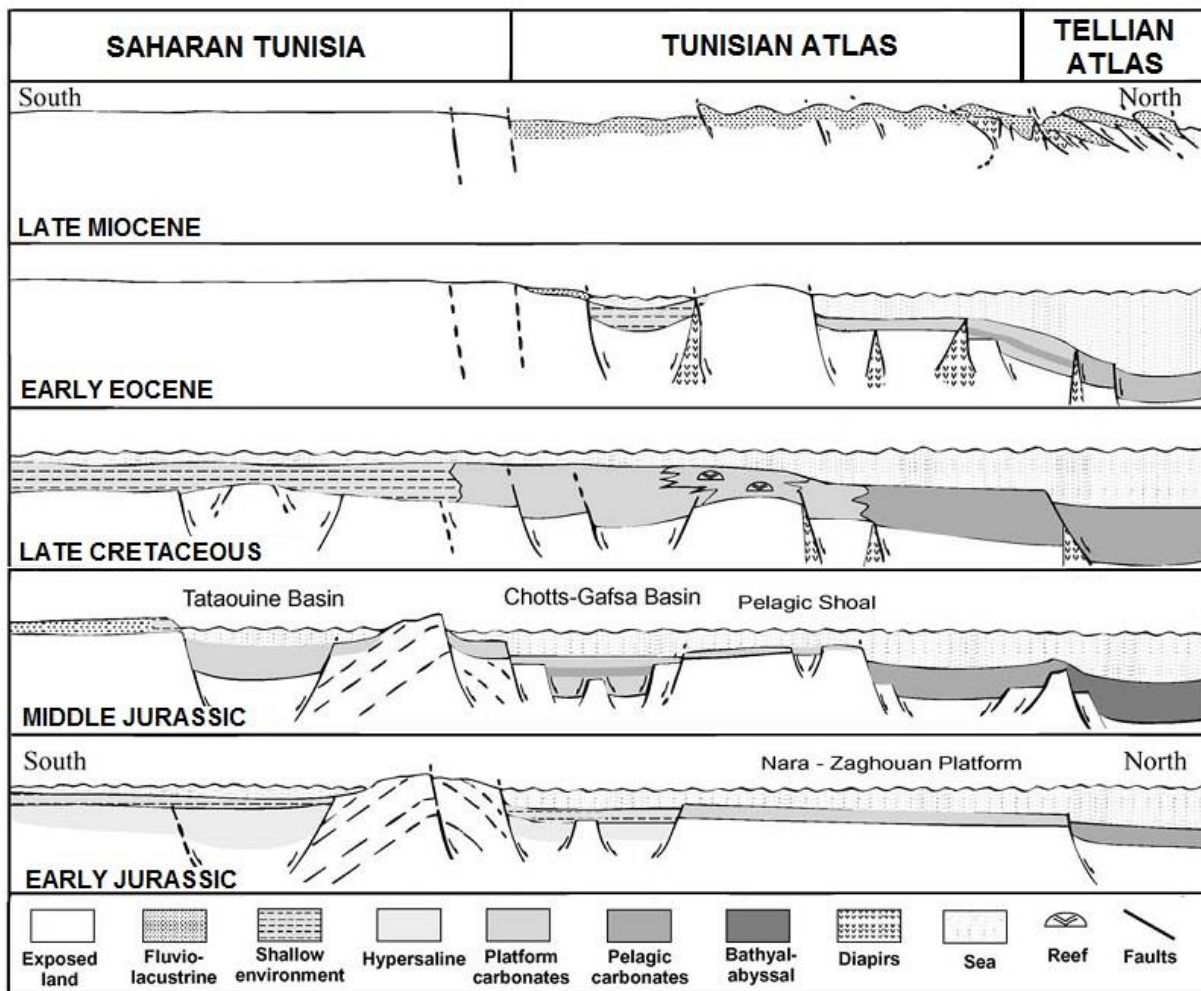 SAHARAN TUNISIA
TUNISIAN ATLAS
TELLIAN
ATLAS
South
North
LATE MIOCENE
EARLY EOCENE
LATE CRETACEOUS
Tataouine Basin
Chotts-Gafsa Basin
Pelagic Shoal
MIDDLE JURASSIC
South
Nara - Zaghouan Platform
North
EARLY JURASSIC
Exposed
land
Fluvio-
lacustrine
Shallow
environment
Hypersaline
Platform
carbonates
Pelagic
carbonates
Bathyal-
abyssal
Diapirs
Sea
Reef
Faults